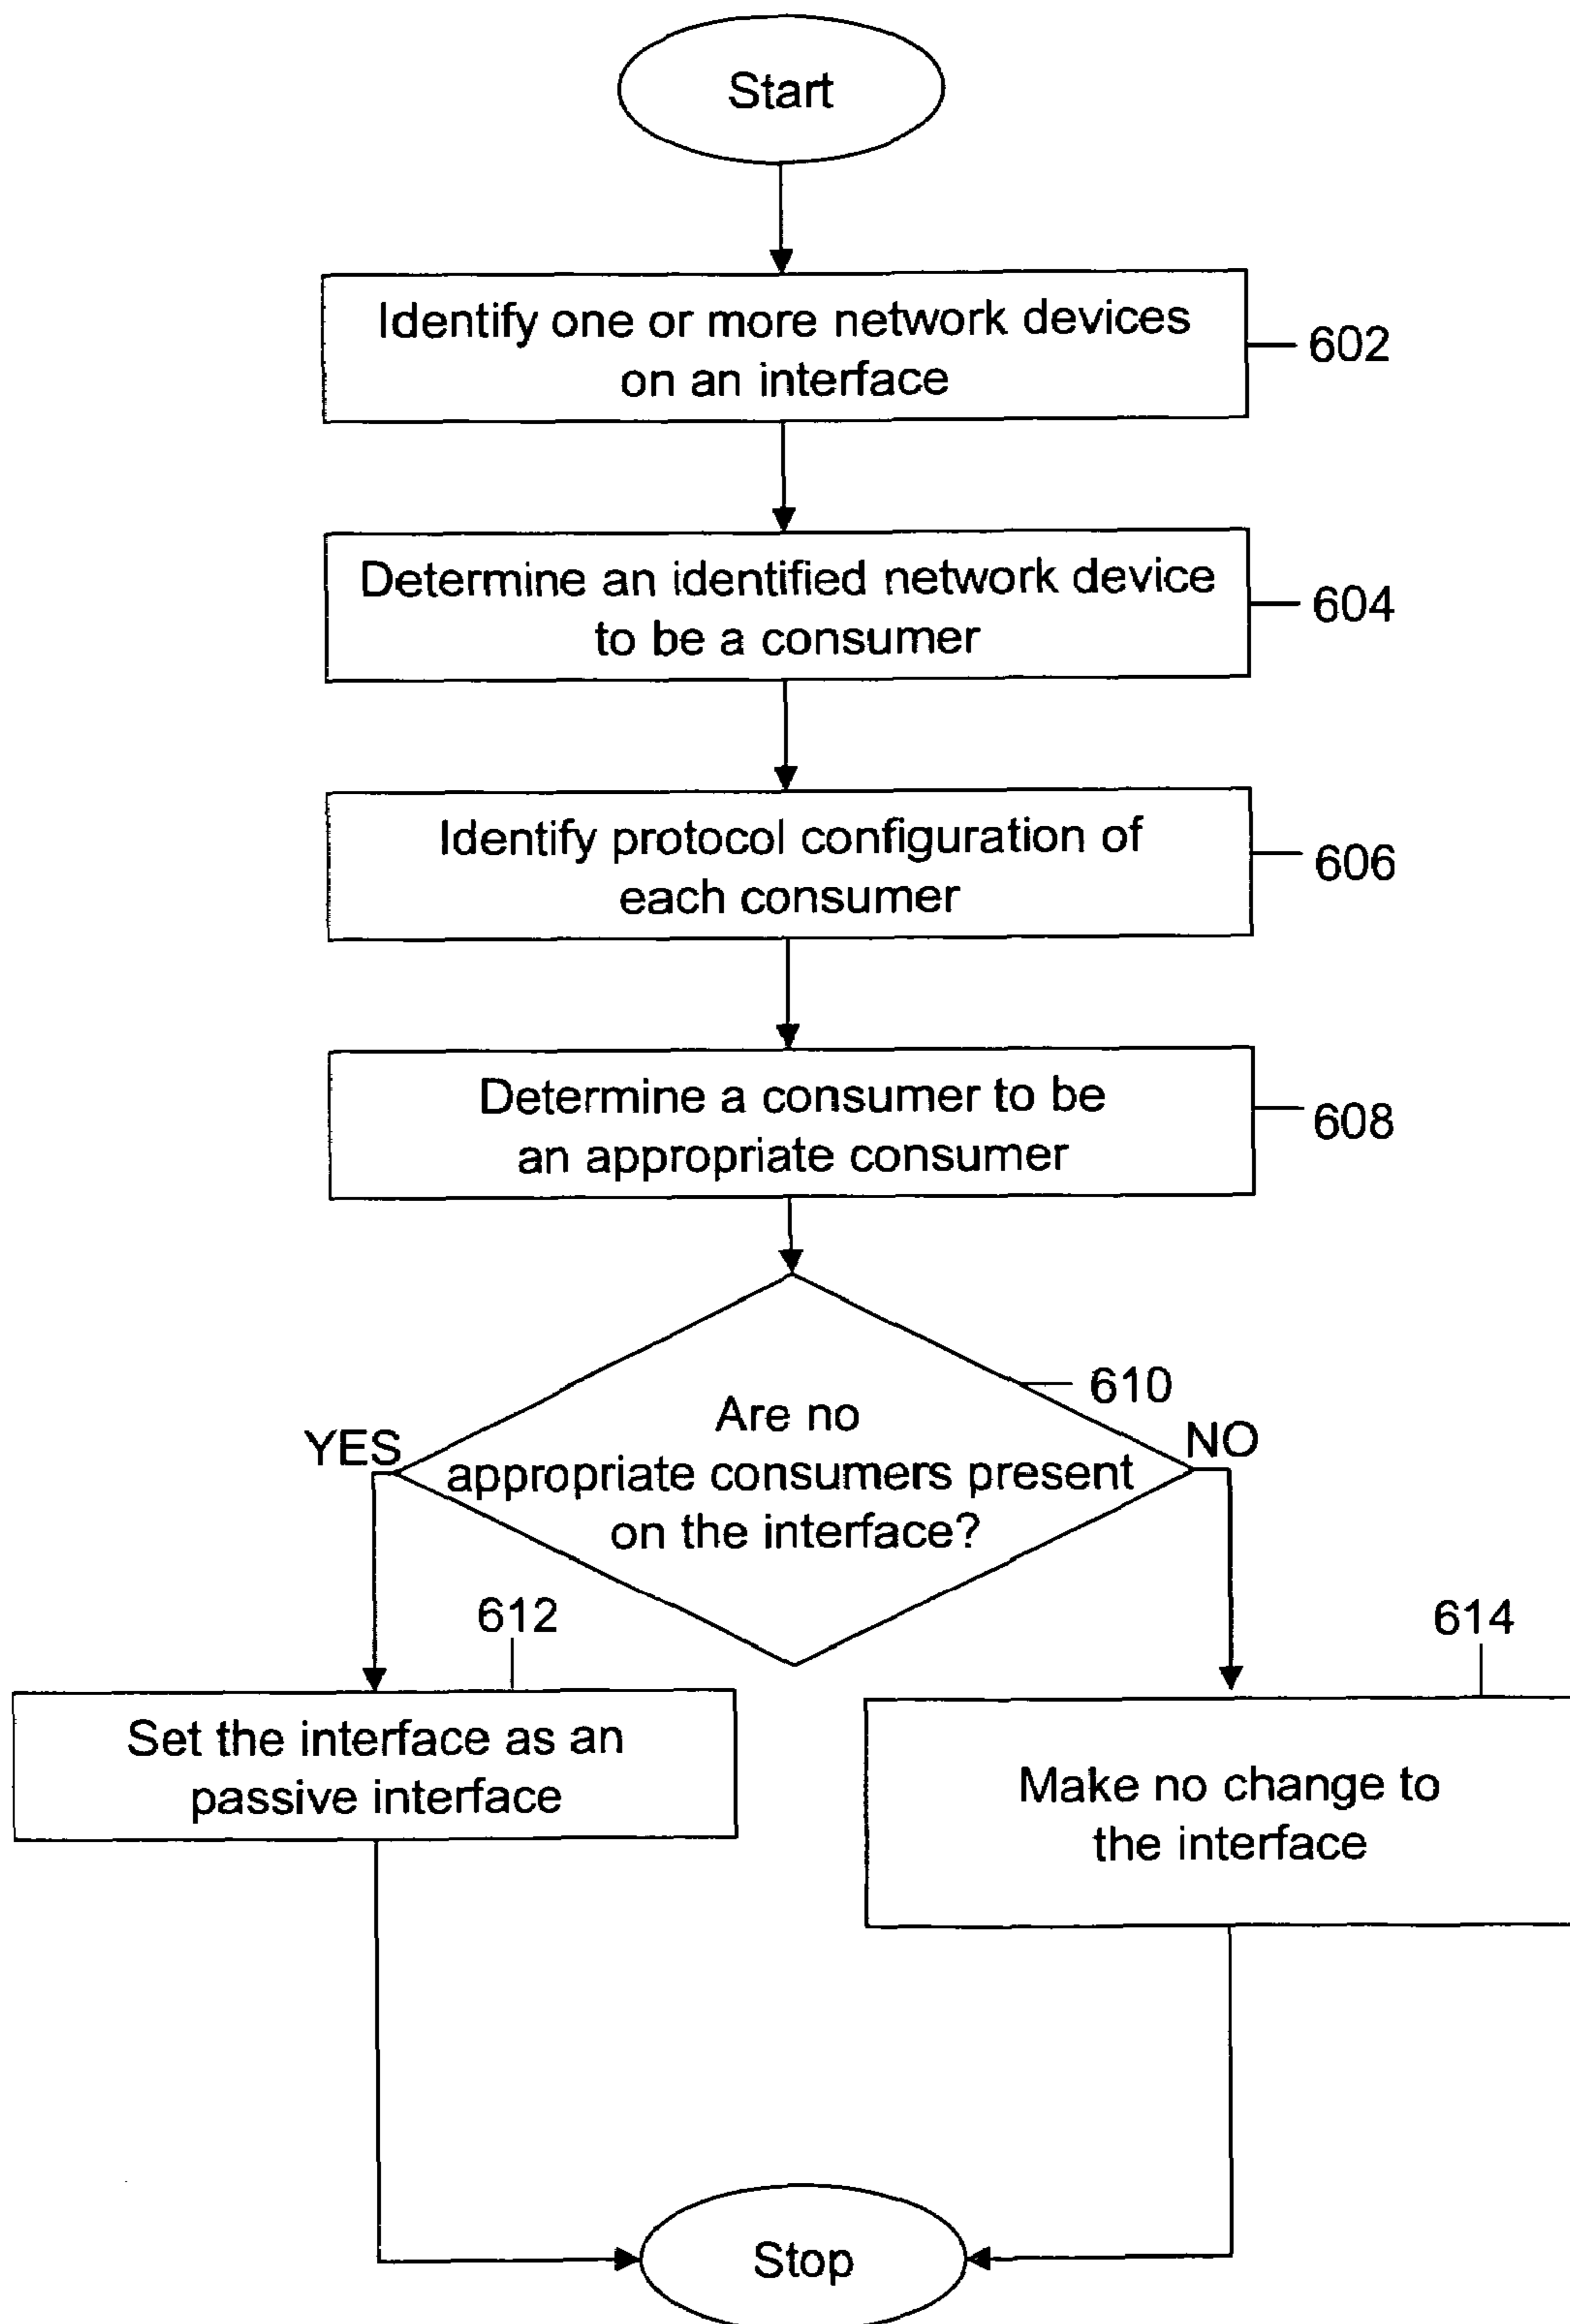 Start
Identify one or more network devices
on an interface
602
Determine an identified network device
to be a consumer
604
Identify protocol configuration of
each consumer
606
Determine a consumer to be
an appropriate consumer
608
610
Are no
appropriate consumers present
on the interface?
YES
NO
612
614
Set the interface as an
passive interface
Make no change to
the interface
Stop